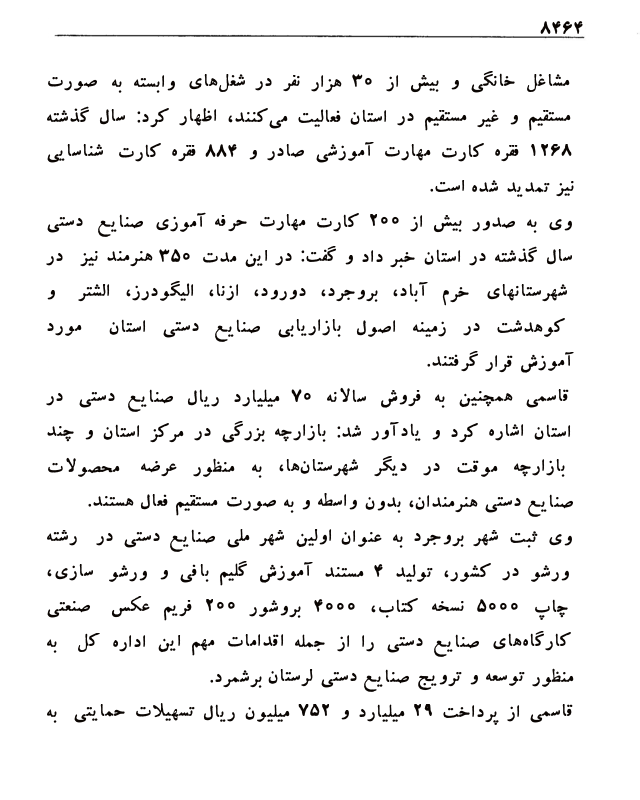 ۸۴۶۴
مشاغل خانگی و بیش از ۳۰ هزار نفر در شغل‌های وابسته به صورت
مستقیم و غیر مستقیم در استان فعالیت می‌کنند، اظهار کرد: سال گذشته
۱۲۶۸ فقره کارت مهارت آموزشی صادر و ۸۸۴ فقره کارت شناسایی
نیز تمدید شده است.
وی به صدور بیش از ۲۰۰ کارت مهارت حرفه آموزی صنایع دستی
سال گذشته در استان خبر داد و گفت: در این مدت ۳۵۰ هنرمند نیز در
شهرستانهای خرم آباد، بروجرد، دورود، ازنا، الیگودرز، الشتر و
کوهدشت در زمینه اصول بازاریابی صنایع دستی استان مورد
آموزش قرار گرفتند.
قاسمی همچنین به فروش سالانه ۷۰ میلیارد ریال صنایع دستی در
استان اشاره کرد و یادآور شد: بازارچه بزرگی در مرکز استان و چند
بازارچه موقت در دیگر شهرستان‌ها، به منظور عرضه محصولات
صنایع دستی هنرمندان، بدون واسطه و به صورت مستقیم فعال هستند.
وی ثبت شهر بروجرد به عنوان اولین شهر ملی صنایع دستی در رشته
ورشو در کشور، تولید ۴ مستند آموزش گلیم بافی و ورشو سازی،
چاپ ۵۰۰۰ نسخه کتاب، ۴۰۰۰ بروشور ۲۰۰ فریم عکس صنعتی
کارگاه‌های صنایع دستی را از جمله اقدامات مهم این اداره کل به
منظور توسعه و ترویج صنایع دستی لرستان برشمرد.
قاسمی از پرداخت ۲۹ میلیارد و ۷۵۲ میلیون ریال تسهیلات حمایتی به